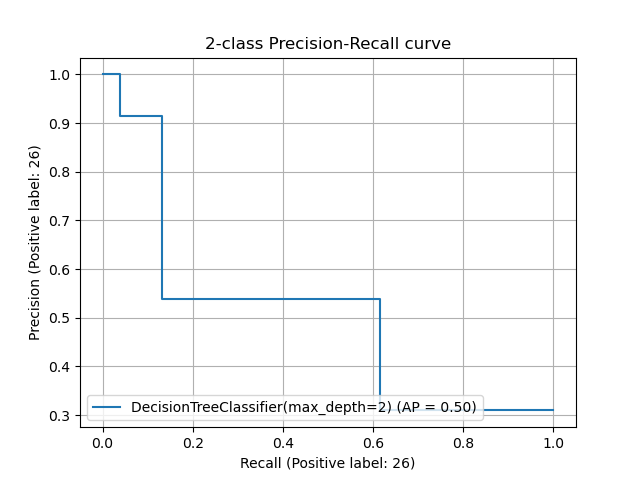 2-class Precision-Recall curve
1.0
0.9
0.8
0.7
0.6
0.5
0.4
0.3
Precision (Positive label: 26)
DecisionTreeClassifier(max_depth=2) (AP = 0.50)
0.0 0.2 0.4 0.6 0.8 1.0
Recall (Positive label: 26)